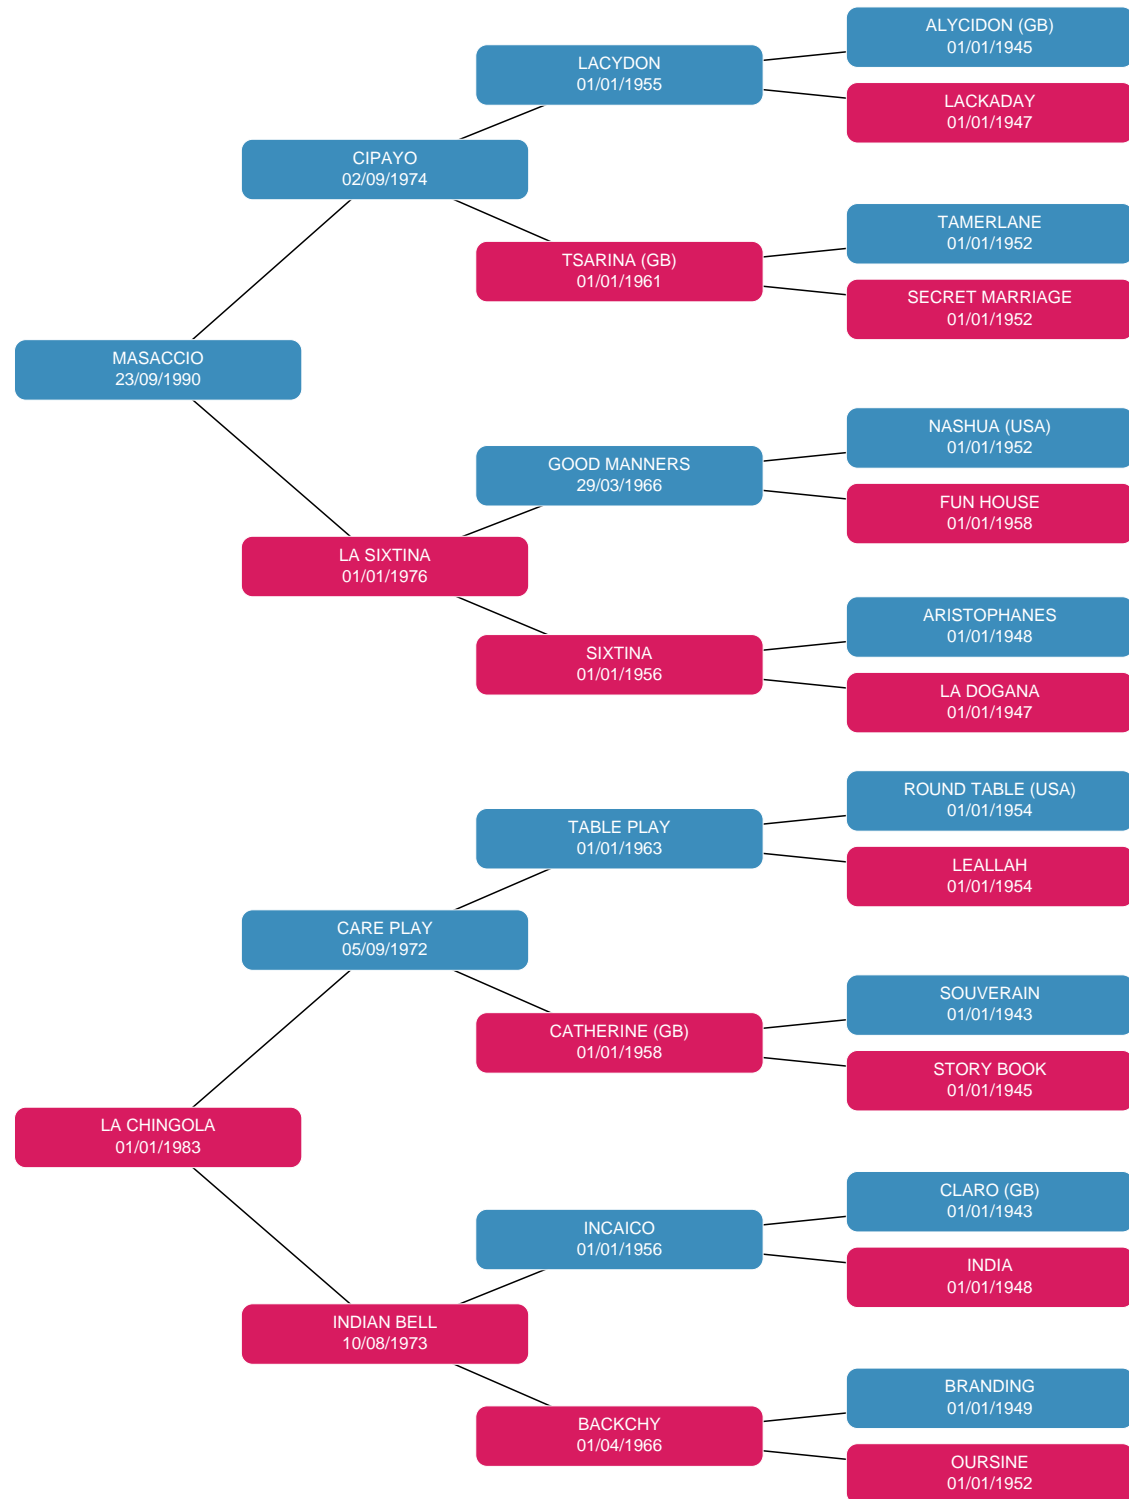 ALYCIDON (GB)
01/01/1945
LACYDON
01/01/1955
LACKADAY
01/01/1947
CIPAYO
02/09/1974
TAMERLANE
01/01/1952
TSARINA (GB)
01/01/1961
SECRET MARRIAGE
01/01/1952
MASACCIO
23/09/1990
NASHUA (USA)
01/01/1952
GOOD MANNERS
29/03/1966
FUN HOUSE
01/01/1958
LA SIXTINA
01/01/1976
ARISTOPHANES
01/01/1948
SIXTINA
01/01/1956
LA DOGANA
01/01/1947
ROUND TABLE (USA)
01/01/1954
TABLE PLAY
01/01/1963
LEALLAH
01/01/1954
CARE PLAY
05/09/1972
SOUVERAIN
01/01/1943
CATHERINE (GB)
01/01/1958
STORY BOOK
01/01/1945
LA CHINGOLA
01/01/1983
CLARO (GB)
01/01/1943
INCAICO
01/01/1956
INDIA
01/01/1948
INDIAN BELL
10/08/1973
BRANDING
01/01/1949
BACKCHY
01/04/1966
OURSINE
01/01/1952